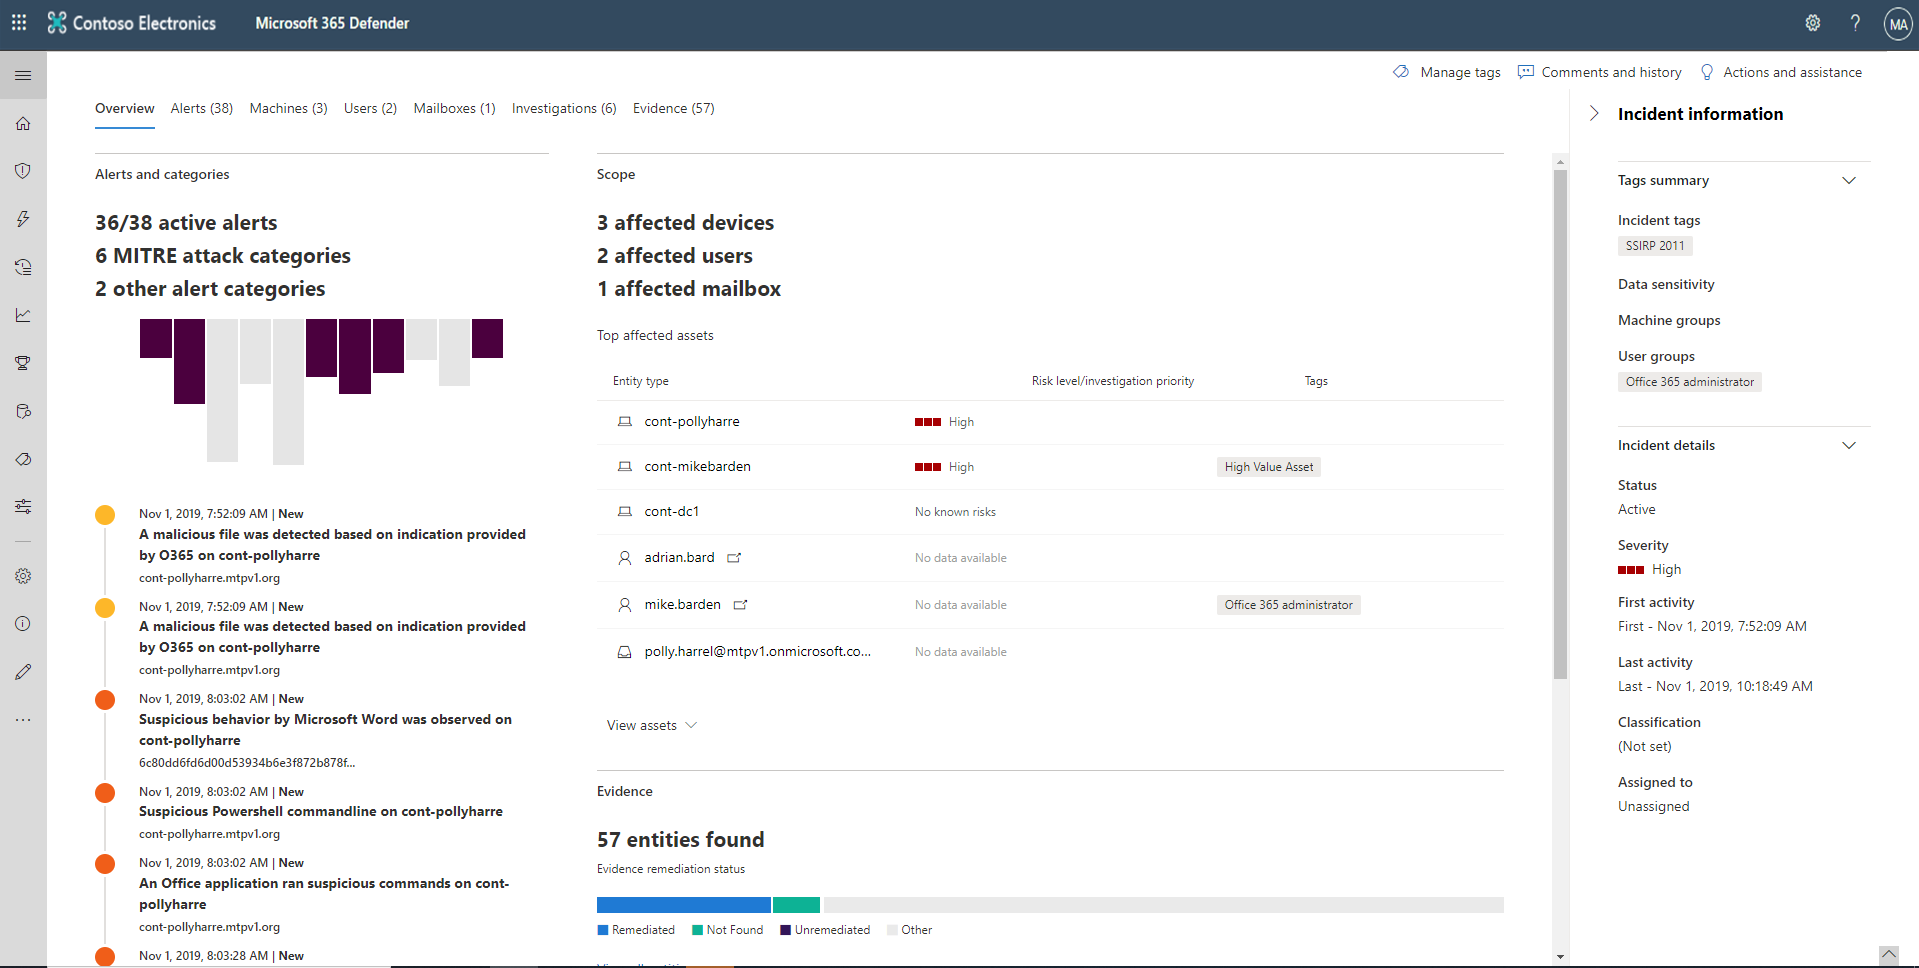 Contoso Electronics
Microsoft 365 Defender
MA
Manage tags
Comments and history
Actions and assistance
Overview
Alerts (38)
Machines (3)
Users (2)
Mailboxes (1)
Investigations (6)
Evidence (57)
Alerts and categories
36/38 active alerts
6 MITRE attack categories
2 other alert categories
Nov 1, 2019, 7:52:09 AM | New
A malicious file was detected based on indication provided
by O365 on cont-pollyharre
cont-pollyharre.mtpv1.org
Nov 1, 2019, 7:52:09 AM | New
A malicious file was detected based on indication provided
by O365 on cont-pollyharre
cont-pollyharre.mtpv1.org
Nov 1, 2019, 8:03:02 AM | New
Suspicious behavior by Microsoft Word was observed on
cont-pollyharre
6c80dd6fd6d00d53934b6e3f872b878f...
Nov 1, 2019, 8:03:02 AM | New
Suspicious Powershell commandline on cont-pollyharre
cont-pollyharre.mtpv1.org
Nov 1, 2019, 8:03:02 AM | New
An Office application ran suspicious commands on cont-
pollyharre
cont-pollyharre.mtpv1.org
Nov 1, 2019, 8:03:28 AM | New
Scope
3 affected devices
2 affected users
1 affected mailbox
Top affected assets
Entity type
Risk level/investigation priority
Tags
cont-pollyharre
High
cont-mikebarden
High
High Value Asset
cont-dc1
No known risks
adrian.bard
No data available
mike.barden
No data available
Office 365 administrator
polly.harrel@mtpv1.onmicrosoft.co...
No data available
View assets
Evidence
57 entities found
Evidence remediation status
Remediated
Not Found
Unremediated
Other
Incident information
Tags summary
Incident tags
SSIRP 2011
Data sensitivity
Machine groups
User groups
Office 365 administrator
Incident details
Status
Active
Severity
High
First activity
First - Nov 1, 2019, 7:52:09 AM
Last activity
Last - Nov 1, 2019, 10:18:49 AM
Classification
(Not set)
Assigned to
Unassigned